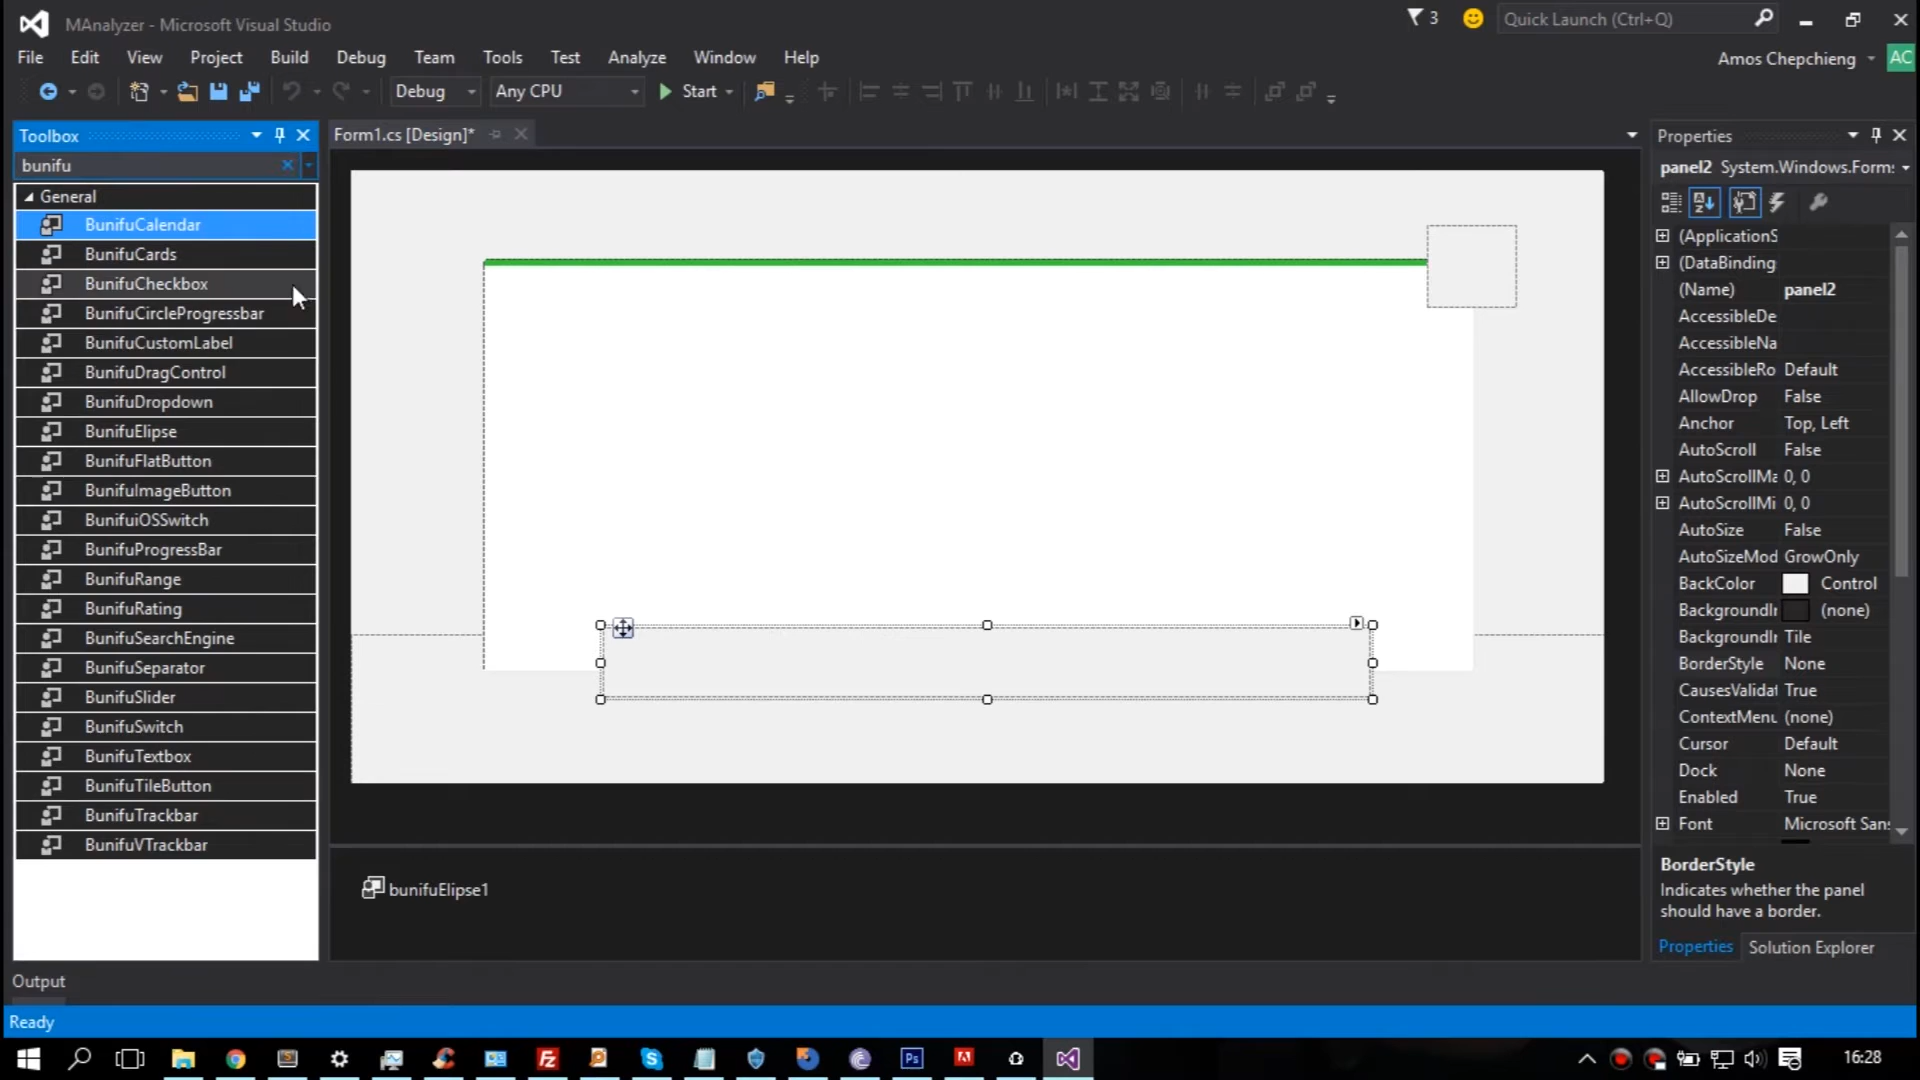 MAnalyzer - Microsoft Visual Studio
3
Quick Launch (Ctrl+Q)
File Edit View Project Build Debug Team Tools Test Analyze Window Help
Amos Chepchieng
AC
Debug
Any CPU
Start
Toolbox
bunifu
General
BunifuCalendar
BunifuCards
BunifuCheckbox
BunifuCircleProgressbar
BunifuCustomLabel
BunifuDragControl
BunifuDropdown
BunifuElipse
BunifuFlatButton
BunifuImageButton
BunifuiOSSwitch
BunifuProgressBar
BunifuRange
BunifuRating
BunifuSearchEngine
BunifuSeparator
BunifuSlider
BunifuSwitch
BunifuTextbox
BunifuTileButton
BunifuTrackbar
BunifuVTrackbar
Form1.cs [Design]*
bunifuElipse1
Properties
panel2 System.Windows.Form
(ApplicationS
(DataBinding
(Name) panel2
AccessibleDe
AccessibleNa
AccessibleRo Default
AllowDrop False
Anchor Top, Left
AutoScroll False
AutoScrollMa 0, 0
AutoScrollMi 0, 0
AutoSize False
AutoSizeMod GrowOnly
BackColor Control
BackgroundIr (none)
BackgroundIr Tile
BorderStyle None
CausesValidat True
ContextMenu (none)
Cursor Default
Dock None
Enabled True
Font Microsoft San
BorderStyle
Indicates whether the panel
should have a border.
Properties Solution Explorer
Output
Ready
Fz
Ps
16:28